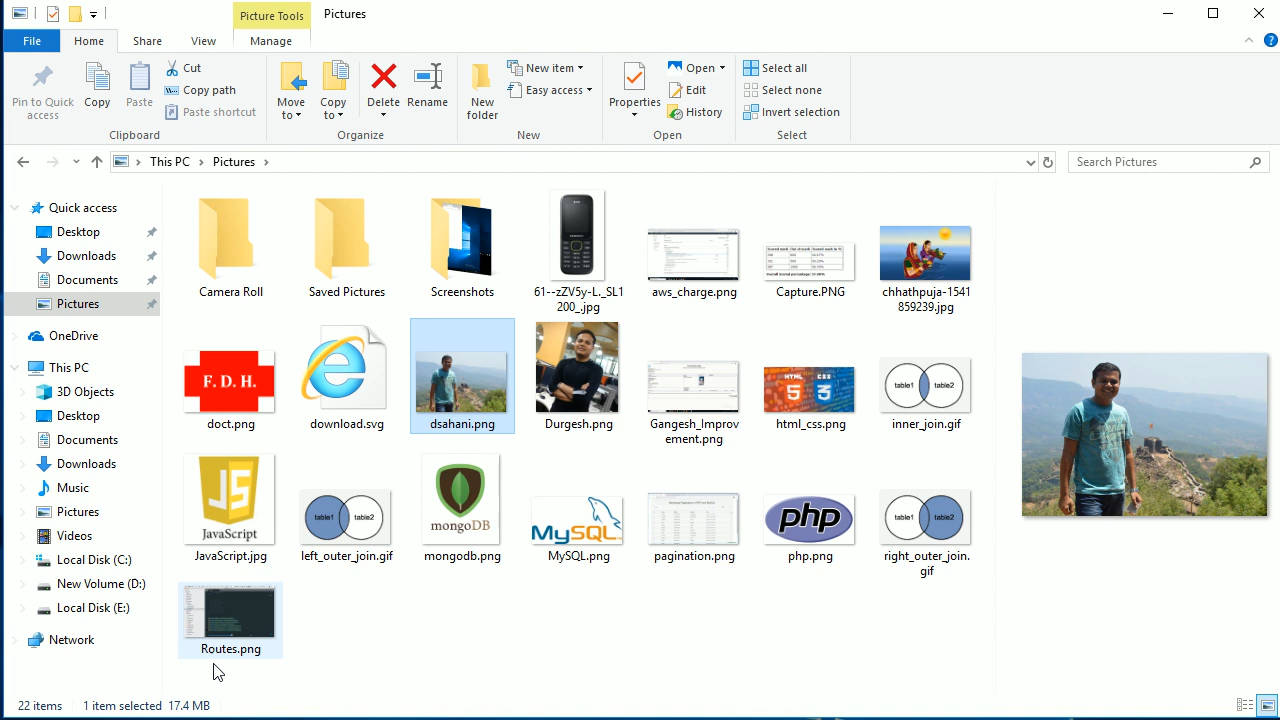 Picture Tools
Pictures
File
Home
Share
View
Manage
Pin to Quick access
Copy
Paste
Cut
Copy path
Paste shortcut
Clipboard
Move to
Copy to
Delete
Rename
Organize
New folder
New item
Easy access
New
Properties
Open
Edit
History
Open
Select all
Select none
Invert selection
Select
This PC
Pictures
Search Pictures
Quick access
Desktop
Downloads
Documents
Pictures
OneDrive
This PC
3D Objects
Desktop
Documents
Downloads
Music
Pictures
Videos
Local Disk (C:)
New Volume (D:)
Local Disk (E:)
Network
Camera Roll
Saved Pictures
Screenshots
61--zZV5y-L._SL1
200_.jpg
aws_charge.png
Capture.PNG
chhathpuja-1541
859239.jpg
F. D. H.
doct.png
download.svg
dsahani.png
Durgesh.png
Gangesh_Improv
ement.png
HTML CSS
5 3
html_css.png
table1 table2
inner_join.gif
JS
JavaScript
JavaScript.jpg
table1 table2
left_outer_join.gif
mongoDB
mongodb.png
MySQL
MySQL.png
pagination.png
php
php.png
table1 table2
right_outer_join.
gif
Routes.png
22 items
1 item selected 17.4 MB